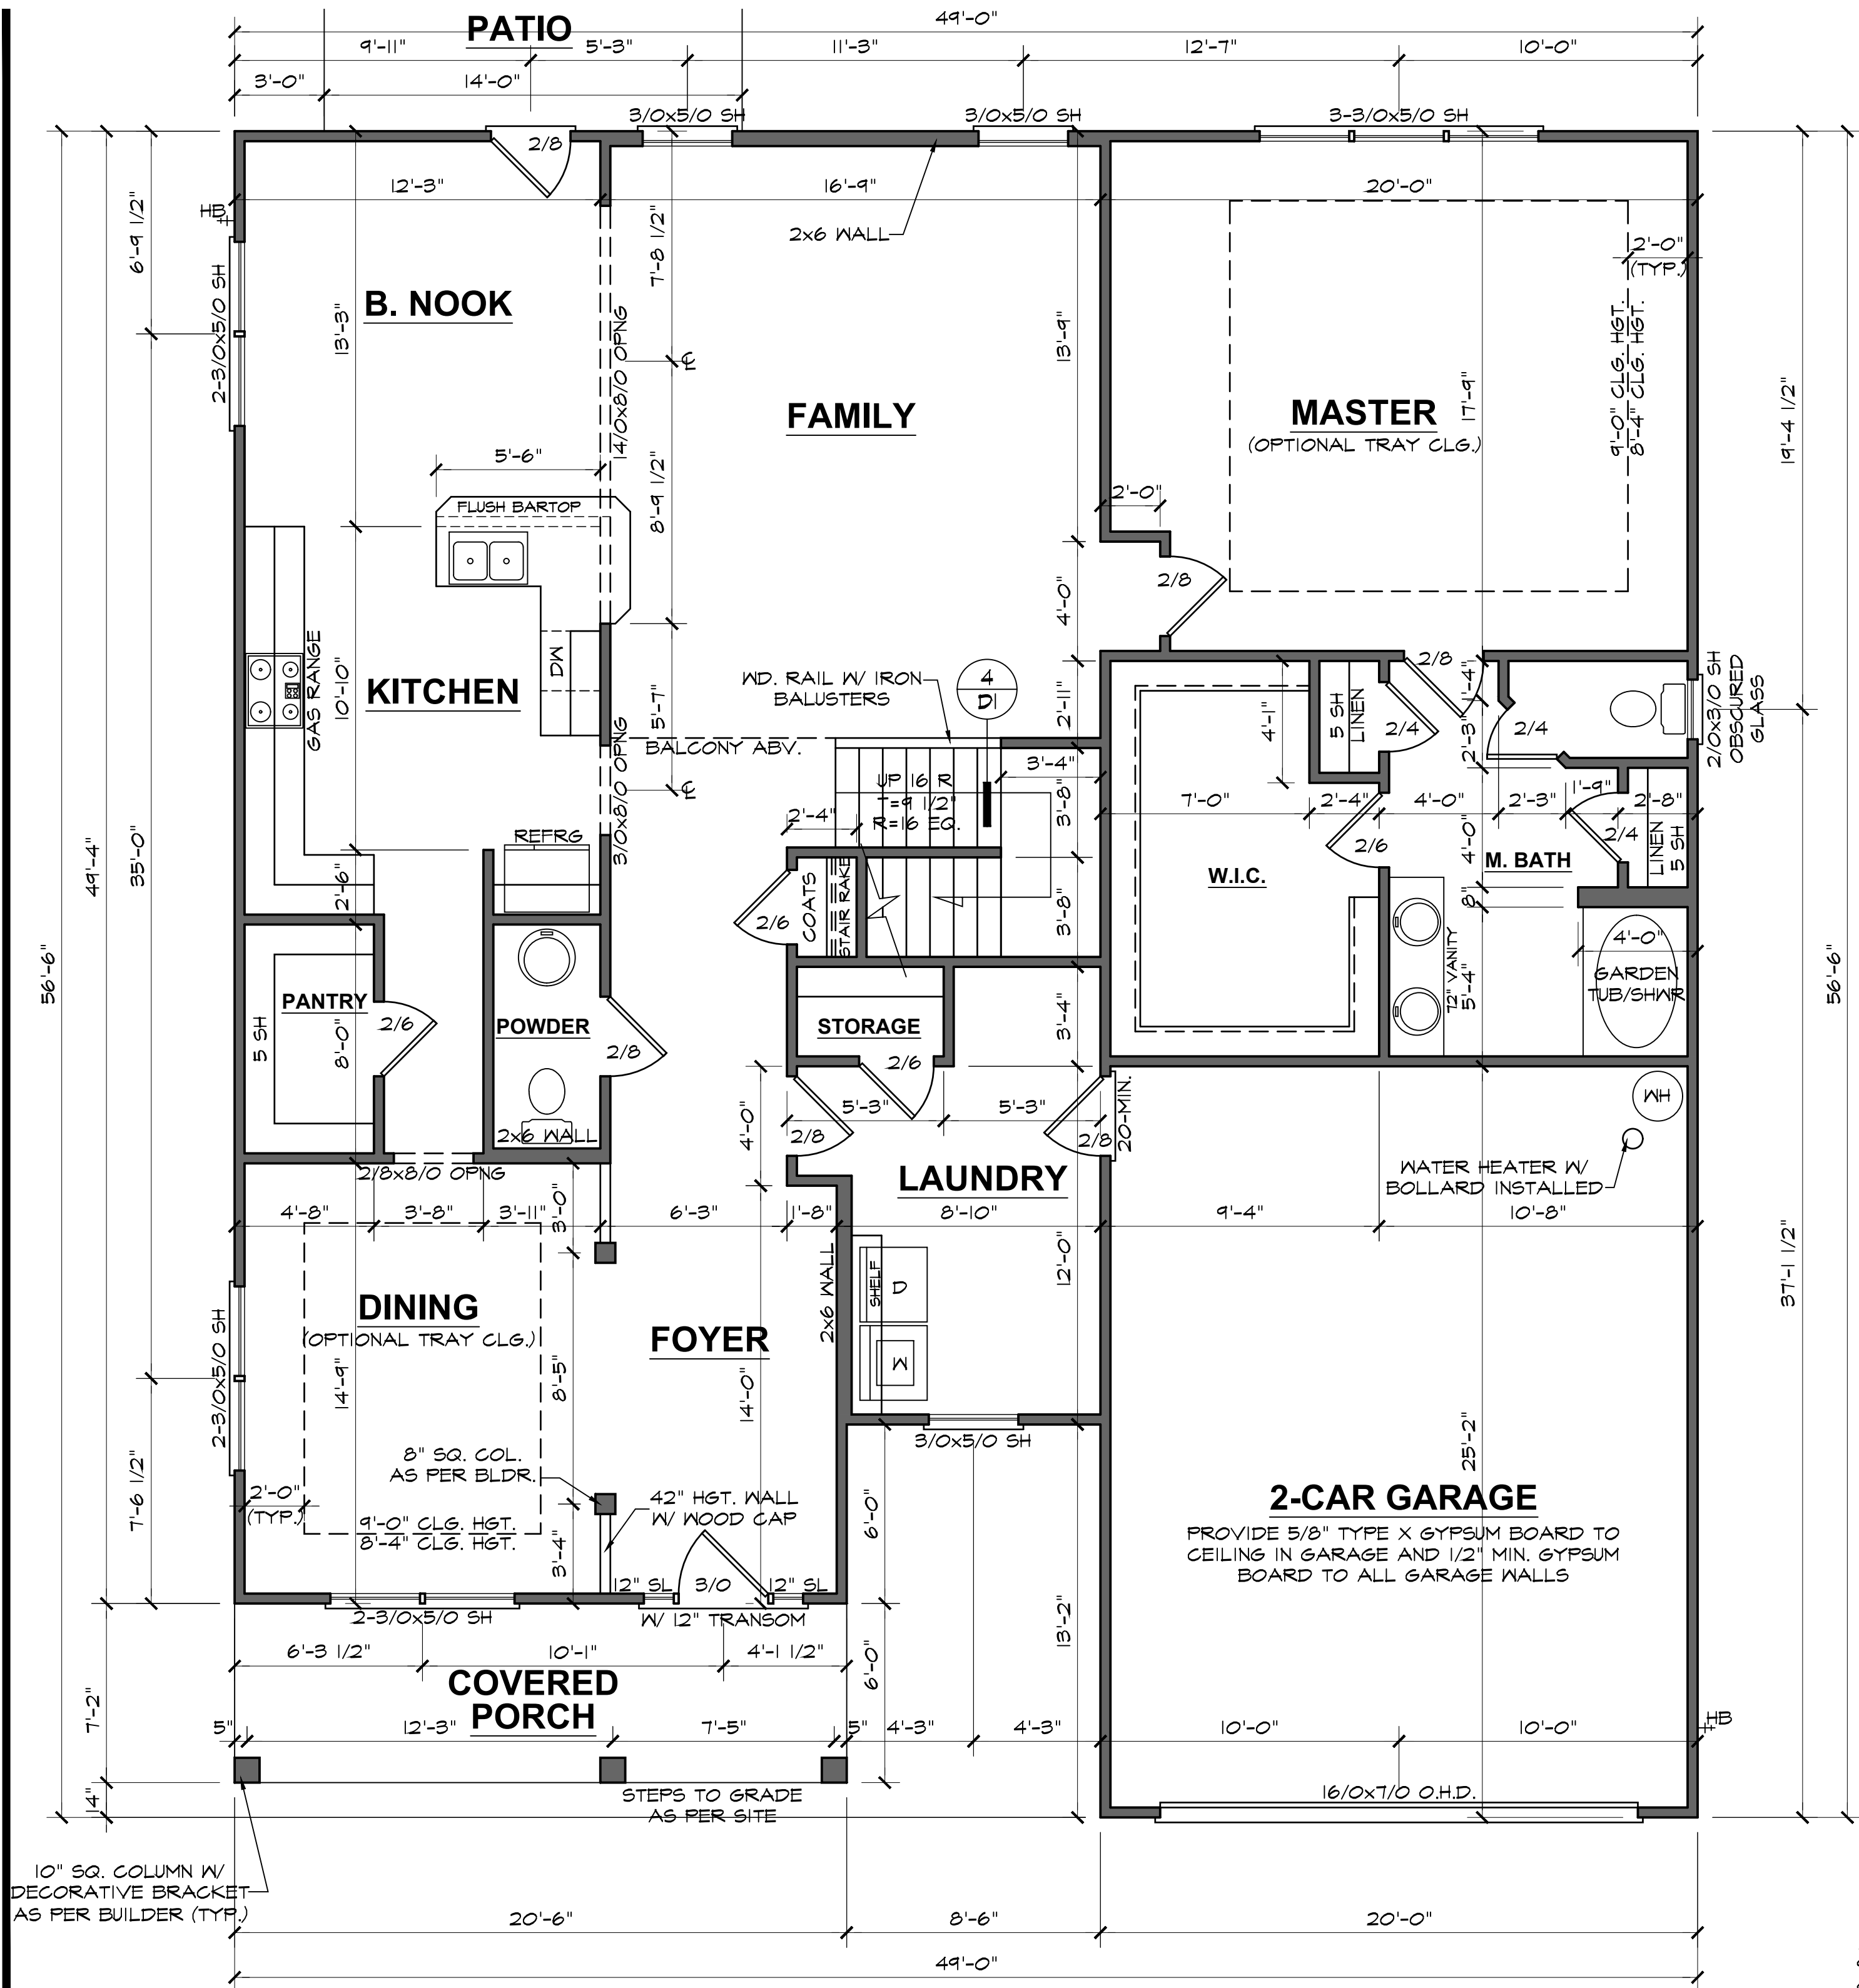 49'-0"
PATIO
9'-11"
5'-3"
11'-3"
12'-7"
10'-0"
3'-0"
14'-0"
3/0x5/0 SH
3/0x5/0 SH
3-3/0x5/0 SH
2/8
12'-3"
16'-9"
20'-0"
HB
2x6 WALL
2'-0"
(TYP.)
6'-9 1/2"
7'-8 1/2"
2-3/0x5/0 SH
B. NOOK
13'-3"
14/0x8/0 OPNG
℄
13'-9"
FAMILY
MASTER
(OPTIONAL TRAY CLG.)
17'-9"
9'-0" CLG. HGT.
8'-4" CLG. HGT.
19'-4 1/2"
5'-6"
FLUSH BARTOP
8'-9 1/2"
2'-0"
2/8
4'-0"
GAS RANGE
10'-10"
KITCHEN
DW
5'-7"
WD. RAIL W/ IRON
BALUSTERS
4
D1
2'-11"
BALCONY ABV.
3/0x8/0 OPNG
℄
4'-1"
5 SH
LINEN
2/4
2/8
1'-4"
2'-3"
2/4
2/0x3/0 SH
OBSCURED
GLASS
UP 16 R
T=9 1/2"
R=16 EQ.
3'-4"
3'-8"
2'-4"
7'-0"
2'-4"
4'-0"
2'-3"
1'-9"
2'-8"
REFRG
2/6
4'-0"
M. BATH
2/4
LINEN
5 SH
49'-4"
35'-0"
2'-6"
W.I.C.
COATS
STAIR RAKE
2/6
3'-8"
8"
56'-6"
56'-6"
72" VANITY
5'-4"
4'-0"
GARDEN
TUB/SHWR
PANTRY
5 SH
8'-0"
2/6
POWDER
2/8
STORAGE
3'-4"
2/6
WH
2x6 WALL
4'-0"
5'-3"
5'-3"
2/8
2/8
20-MIN.
2/8x8/0 OPNG
LAUNDRY
WATER HEATER W/
BOLLARD INSTALLED
4'-8"
3'-8"
3'-11"
3'-0"
6'-3"
1'-8"
8'-10"
9'-4"
10'-8"
37'-1 1/2"
2x6 WALL
SHELF
D
12'-0"
DINING
(OPTIONAL TRAY CLG.)
FOYER
W
2-3/0x5/0 SH
14'-9"
8'-5"
14'-0"
3/0x5/0 SH
25'-2"
8" SQ. COL.
AS PER BLDR.
7'-6 1/2"
2'-0"
(TYP.)
9'-0" CLG. HGT.
8'-4" CLG. HGT.
42" HGT. WALL
W/ WOOD CAP
6'-0"
2-CAR GARAGE
PROVIDE 5/8" TYPE X GYPSUM BOARD TO
CEILING IN GARAGE AND 1/2" MIN. GYPSUM
BOARD TO ALL GARAGE WALLS
3'-4"
12" SL
3/0
12" SL
2-3/0x5/0 SH
W/ 12" TRANSOM
13'-2"
6'-3 1/2"
10'-1"
4'-1 1/2"
6'-0"
COVERED
PORCH
7'-2"
5"
12'-3"
7'-5"
5"
4'-3"
4'-3"
10'-0"
10'-0"
HB
14"
STEPS TO GRADE
AS PER SITE
16/0x7/0 O.H.D.
10" SQ. COLUMN W/
DECORATIVE BRACKET
AS PER BUILDER (TYP.)
20'-6"
8'-6"
20'-0"
49'-0"